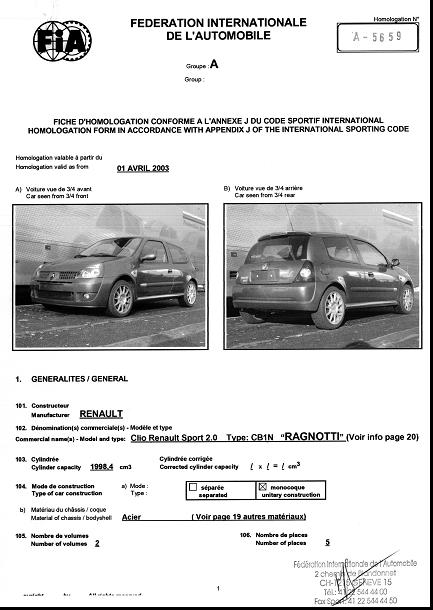 FEDERATION INTERNATIONALE
DE L'AUTOMOBILE
FIA
Homologation N°
A - 5659
Groupe : A
Group :
FICHE D'HOMOLOGATION CONFORME A L'ANNEXE J DU CODE SPORTIF INTERNATIONAL
HOMOLOGATION FORM IN ACCORDANCE WITH APPENDIX J OF THE INTERNATIONAL SPORTING CODE
Homologation valable à partir du
Homologation valid as from 01 AVRIL 2003
A) Voiture vue de 3/4 avant
Car seen from 3/4 front
B) Voiture vue de 3/4 arrière
Car seen from 3/4 rear
1. GENERALITES / GENERAL
101. Constructeur
Manufacturer RENAULT
102. Dénomination(s) commerciale(s) - Modèle et type
Commercial name(s) - Model and type: Clio Renault Sport 2.0 Type: CB1N "RAGNOTTI" (Voir info page 20)
103. Cylindrée Cylindrée corrigée
Cylinder capacity 1998.4 cm3 Corrected cylinder capacity / x / = / cm3
104. Mode de construction a) Mode : séparée monocoque
Type of car construction Type : separated unitary construction
b) Matériau du châssis / coque
Material of chassis / bodyshell Acier ( Voir page 19 autres matériaux)
105. Nombre de volumes 106. Nombre de places
Number of volumes 2 Number of places 5
Fédération Internationale de l'Automobile
2 chemin de Blandonnet
CH-1215 GENEVE 15
Tél.: 41 22 544 44 00
Fax Sport: 41 22 544 44 50
1